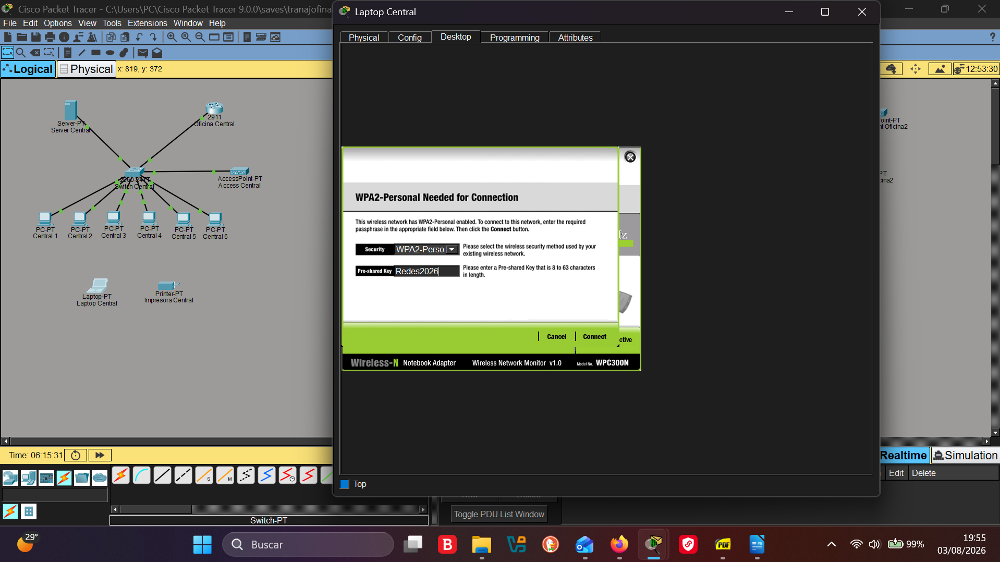 Cisco Packet Tracer - C:\Users\PC\Cisco Packet Tracer 9.0.0\saves\tranajofina
File Edit Options View Tools Extensions Window Help
Logical Physical x: 819, y: 372
12:53:30
Server-PT
Server Central
2911
Oficina Central
2960-24TT
Switch Central
AccessPoint-PT
Access Central
PC-PT
Central 1
PC-PT
Central 2
PC-PT
Central 3
PC-PT
Central 4
PC-PT
Central 5
PC-PT
Central 6
Laptop-PT
Laptop Central
Printer-PT
Impresora Central
Laptop Central
Physical Config Desktop Programming Attributes
WPA2-Personal Needed for Connection
This wireless network has WPA2-Personal enabled. To connect to this network, enter the required
passphrase in the appropriate field below. Then click the Connect button.
Security WPA2-Perso
Please select the wireless security method used by your
existing wireless network.
Pre-shared Key Redes2026
Please enter a Pre-shared Key that is 8 to 63 characters
in length.
Cancel Connect
ctive
Wireless-N Notebook Adapter Wireless Network Monitor v1.0 Model No. WPC300N
Top
oint-PT
nt Oficina2
PT
cina2
Time: 06:15:31
Realtime Simulation
Edit Delete
S
M
Toggle PDU List Window
Switch-PT
29°
Buscar
B
PDF
99%
19:55
03/08/2026